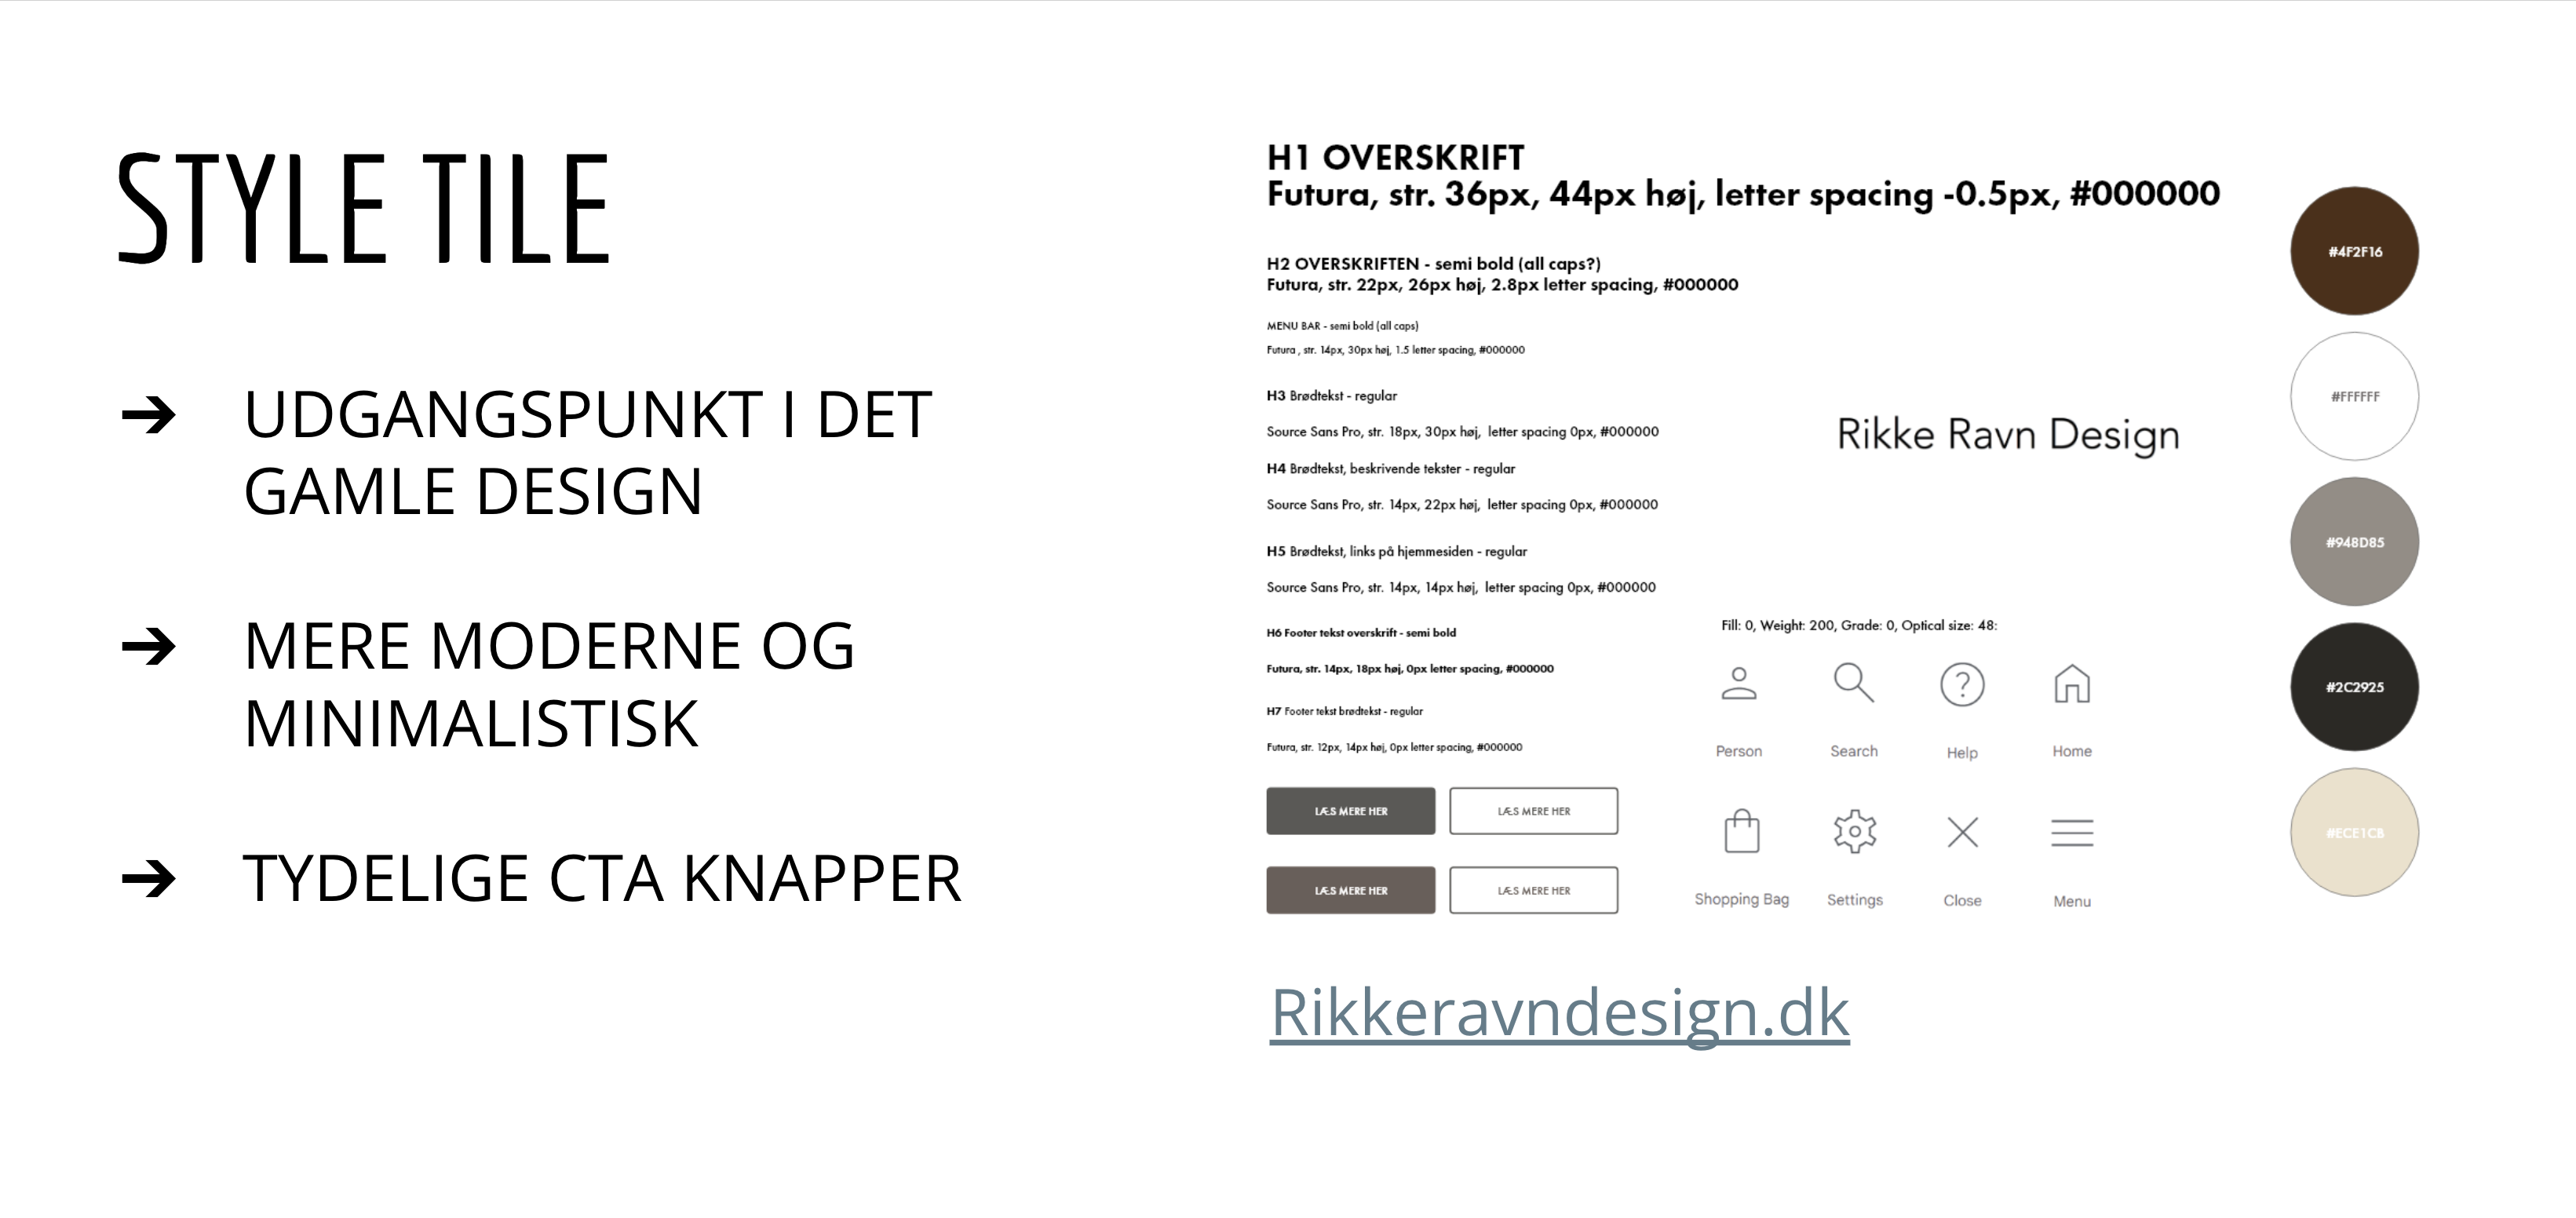 STYLE TILE
➔ UDGANGSPUNKT I DET
GAMLE DESIGN
➔ MERE MODERNE OG
MINIMALISTISK
➔ TYDELIGE CTA KNAPPER
H1 OVERSKRIFT
Futura, str. 36px, 44px høj, letter spacing -0.5px, #000000
H2 OVERSKRIFTEN - semi bold (all caps?)
Futura, str. 22px, 26px høj, 2.8px letter spacing, #000000
MENU BAR - semi bold (all caps)
Futura , str. 14px, 30px høj, 1.5 letter spacing, #000000
H3 Brødtekst - regular
Source Sans Pro, str. 18px, 30px høj,  letter spacing 0px, #000000
H4 Brødtekst, beskrivende tekster - regular
Source Sans Pro, str. 14px, 22px høj,  letter spacing 0px, #000000
H5 Brødtekst, links på hjemmesiden - regular
Source Sans Pro, str. 14px, 14px høj,  letter spacing 0px, #000000
H6 Footer tekst overskrift - semi bold
Futura, str. 14px, 18px høj, 0px letter spacing, #000000
H7 Footer tekst brødtekst - regular
Futura, str. 12px, 14px høj, 0px letter spacing, #000000
LÆS MERE HER
LÆS MERE HER
LÆS MERE HER
LÆS MERE HER
Rikke Ravn Design
Fill: 0, Weight: 200, Grade: 0, Optical size: 48:
Person
Search
Help
Home
Shopping Bag
Settings
Close
Menu
#4F2F16
#FFFFFF
#948D85
#2C2925
#ECE1CB
Rikkeravndesign.dk